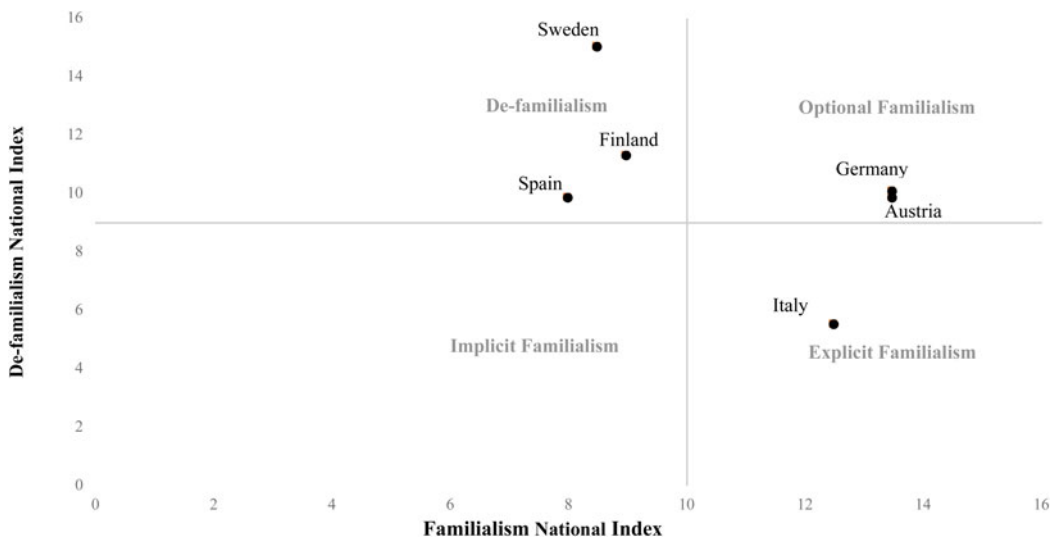 16
Sweden
14
De-familialism
Optional Familialism
12
Finland
Germany
Spain
10
Austria
8
6
Italy
Implicit Familialism
Explicit Familialism
4
2
0
0 2 4 6 8 10 12 14 16
Familialism National Index
De-familialism National Index